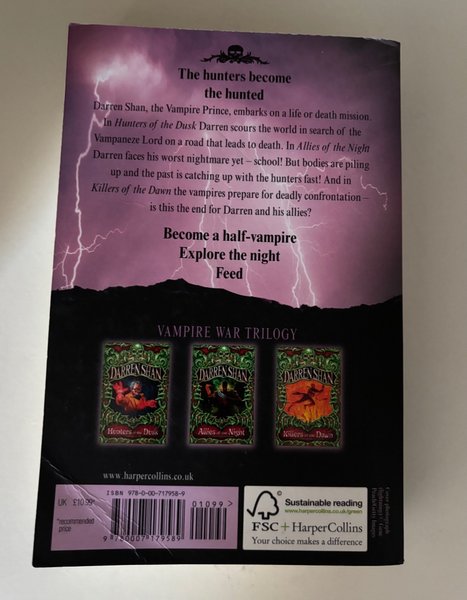 The hunters become
the hunted
Darren Shan, the Vampire Prince, embarks on a life or death mission.
In Hunters of the Dusk Darren scours the world in search of the
Vampaneze Lord on a road that leads to death. In Allies of the Night
Darren faces his worst nightmare yet – school! But bodies are piling
up and the past is catching up with the hunters fast! And in
Killers of the Dawn the vampires prepare for deadly confrontation –
is this the end for Darren and his allies?
Become a half-vampire
Explore the night
Feed
VAMPIRE WAR TRILOGY
DARREN SHAN
Hunters of the Dusk
DARREN SHAN
Allies of the Night
DARREN SHAN
Killers of the Dawn
www.harpercollins.co.uk
ISBN 978-0-00-717958-9
UK £10.99*
01099>
*recommended
price
9 780007 179589
Sustainable reading
www.harpercollins.co.uk/green
FSC + HarperCollins
Your choice makes a difference
Cover photograph